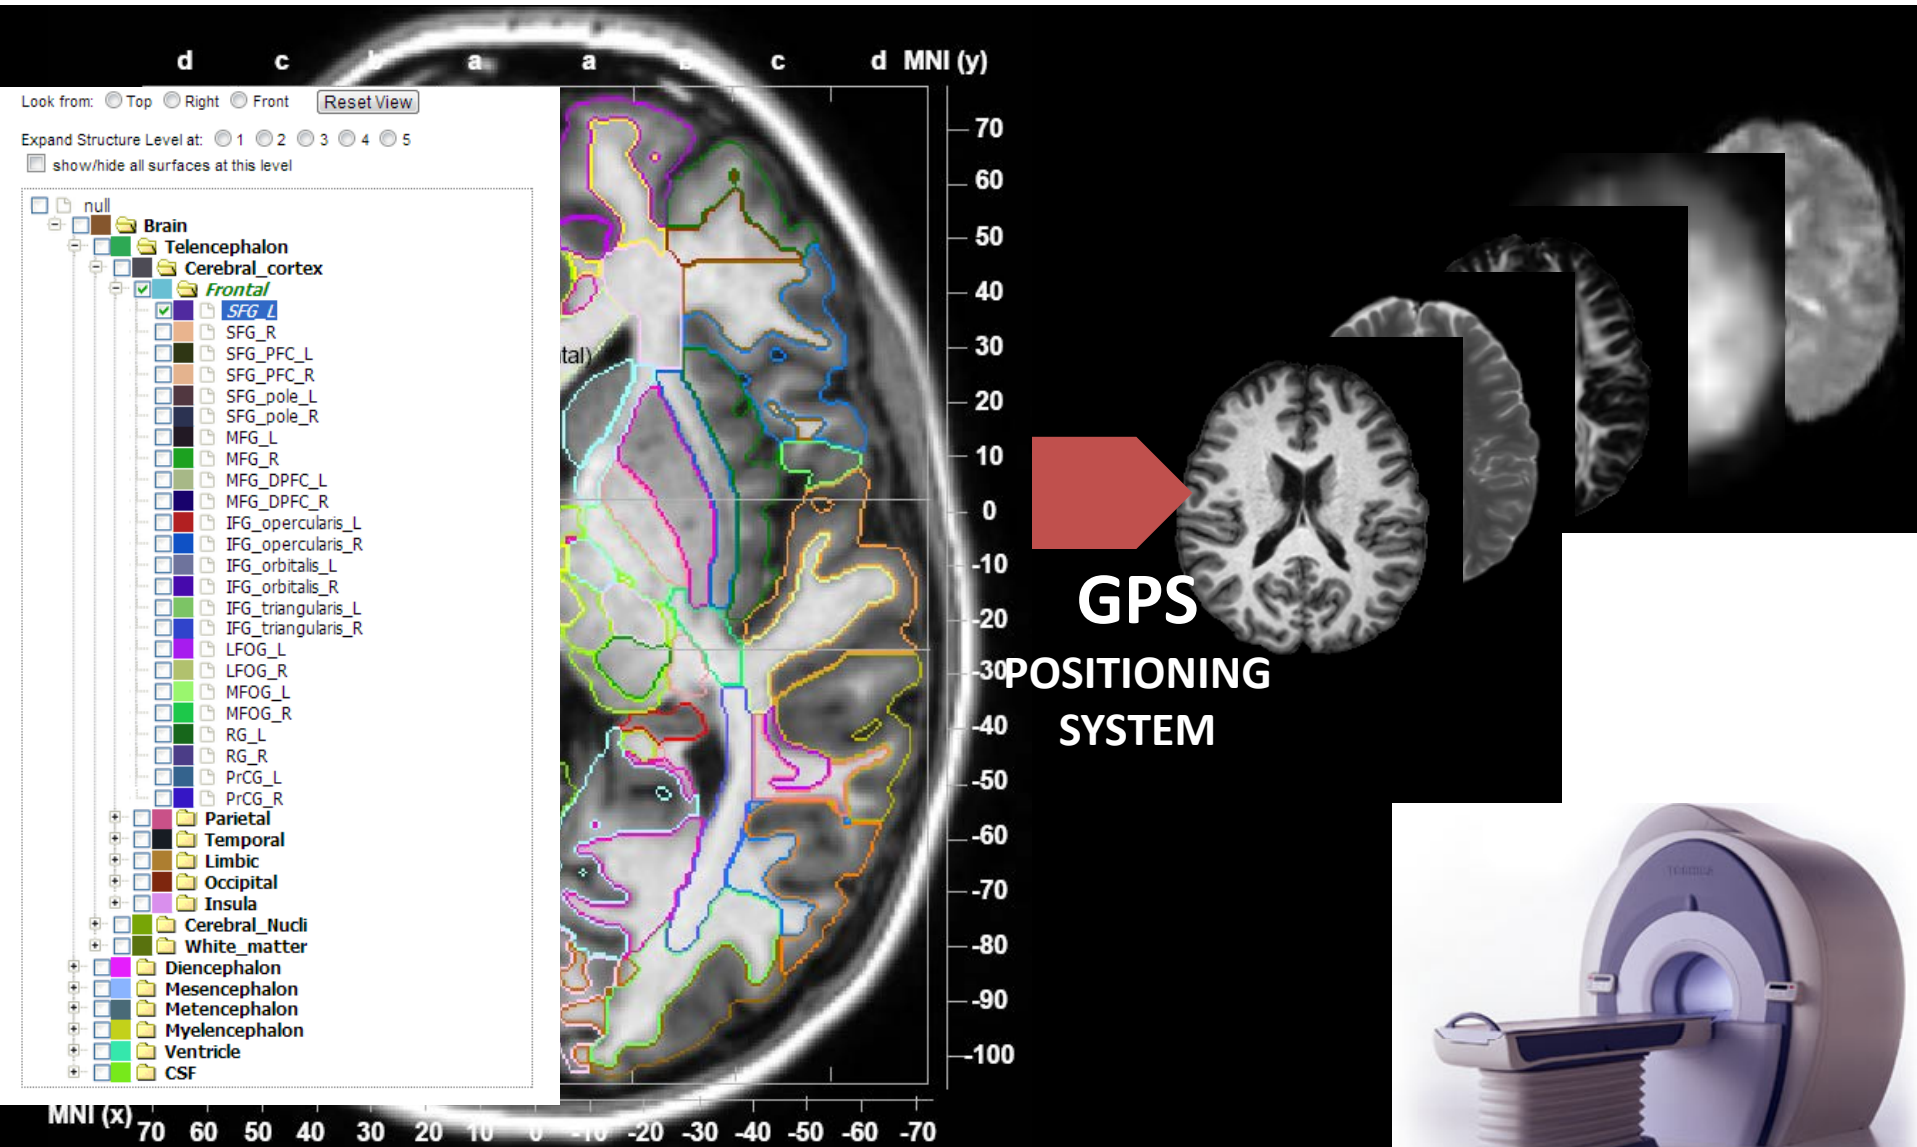 d c b a a b c d MNI (y)
Look from: Top Right Front Reset View
Expand Structure Level at: 1 2 3 4 5
show/hide all surfaces at this level
null
Brain
Telencephalon
Cerebral_cortex
Frontal
SFG_L
SFG_R
SFG_PFC_L
SFG_PFC_R
SFG_pole_L
SFG_pole_R
MFG_L
MFG_R
MFG_DPFC_L
MFG_DPFC_R
IFG_opercularis_L
IFG_opercularis_R
IFG_orbitalis_L
IFG_orbitalis_R
IFG_triangularis_L
IFG_triangularis_R
LFOG_L
LFOG_R
MFOG_L
MFOG_R
RG_L
RG_R
PrCG_L
PrCG_R
Parietal
Temporal
Limbic
Occipital
Insula
Cerebral_Nucli
White_matter
Diencephalon
Mesencephalon
Metencephalon
Myelencephalon
Ventricle
CSF
tal)
70
60
50
40
30
20
10
0
-10
-20
-30
-40
-50
-60
-70
-80
-90
-100
MNI (x) 70 60 50 40 30 20 10 0 -10 -20 -30 -40 -50 -60 -70
GPS
POSITIONING
SYSTEM
TOSHIBA